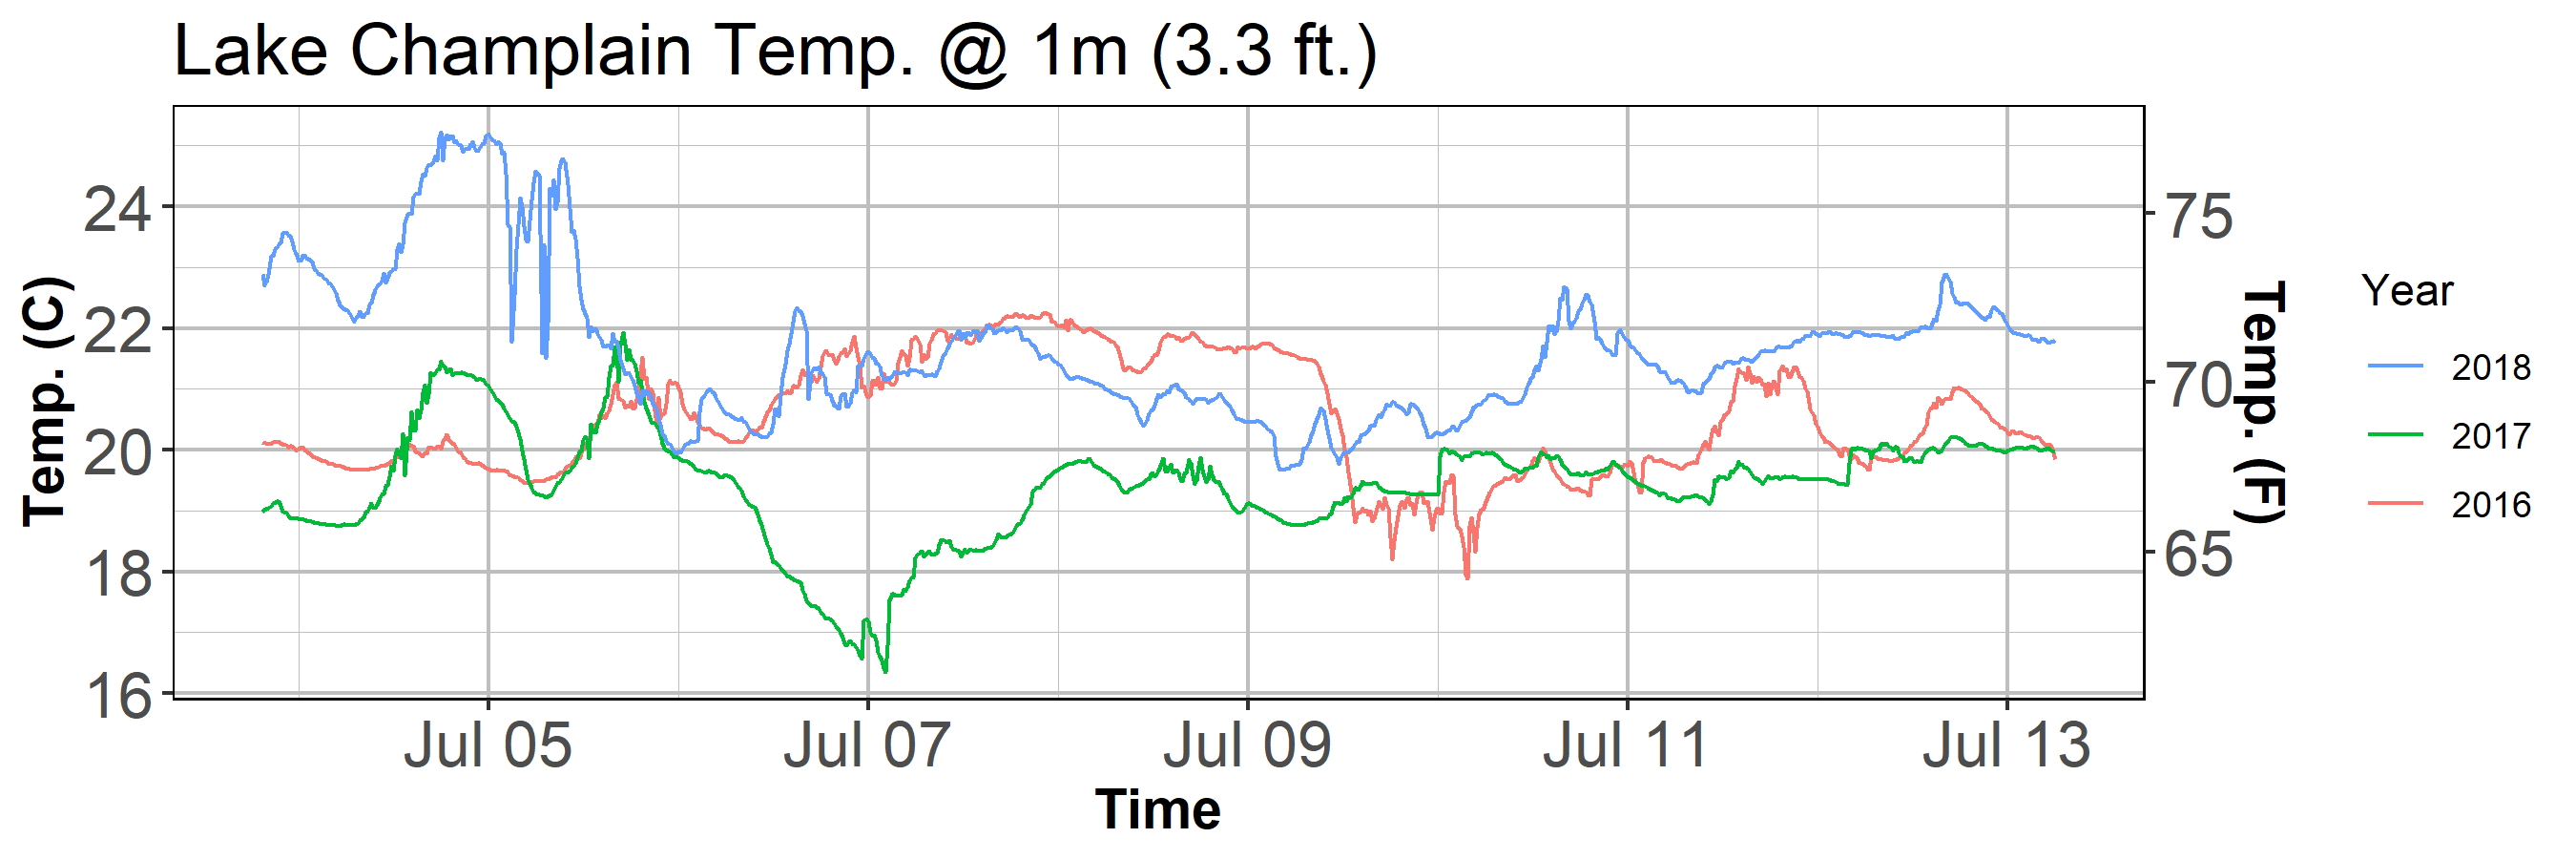 Lake Champlain Temp. @ 1m (3.3 ft.)
Temp. (C)
24
22
20
18
16
75
70
65
Temp. (F)
Year
2018
2017
2016
Jul 05
Jul 07
Jul 09
Jul 11
Jul 13
Time